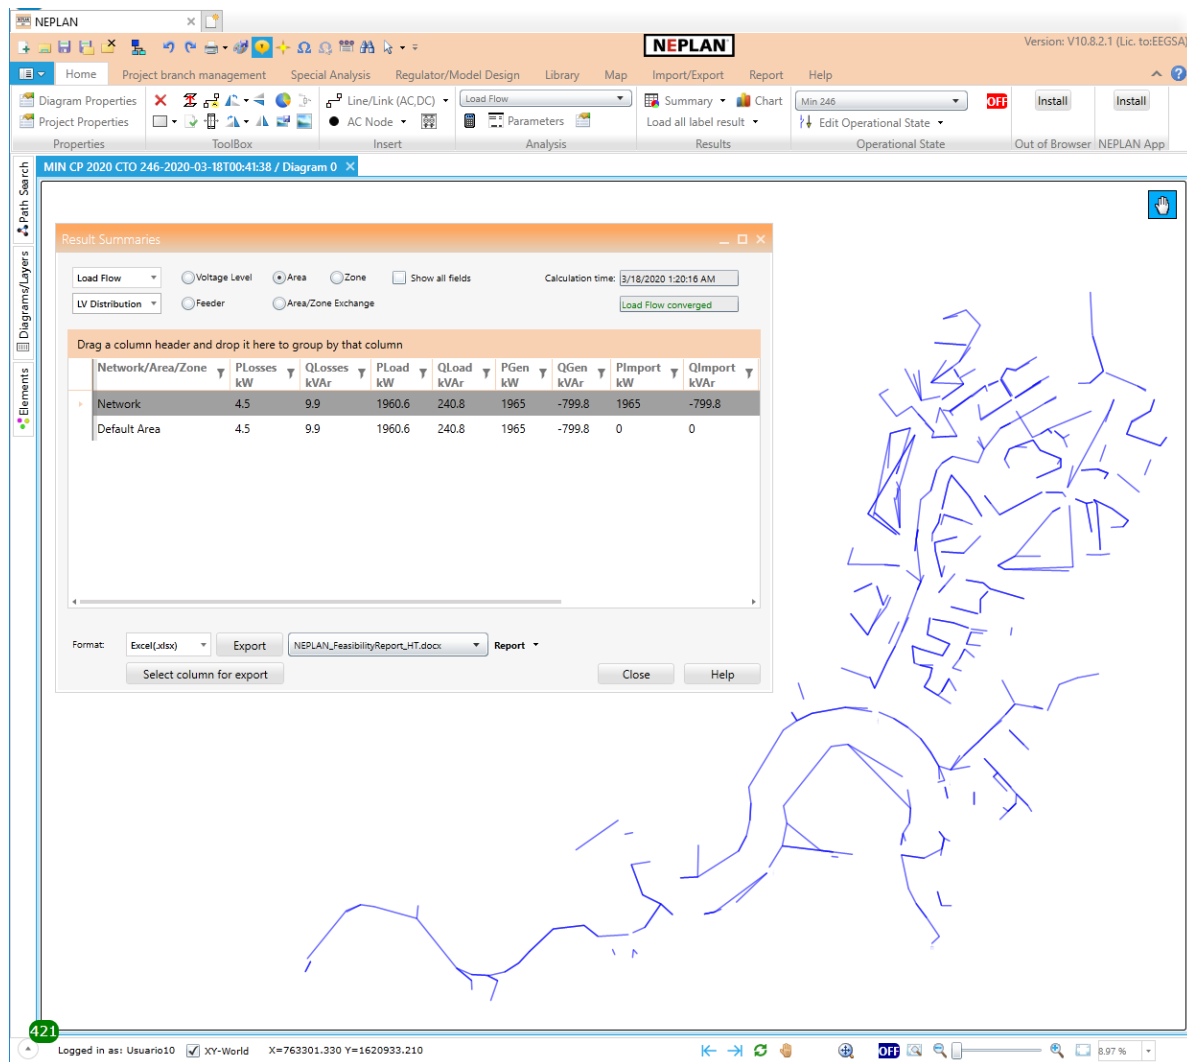 NEPLAN
NEPLAN
Version: V10.8.2.1 (Lic. to:EEGSA)
Home Project branch management Special Analysis Regulator/Model Design Library Map Import/Export Report Help
Diagram Properties Line/Link (AC,DC) Load Flow Summary Chart Min 246 OFF Install Install
Project Properties AC Node Parameters Load all label result Edit Operational State
Properties ToolBox Insert Analysis Results Operational State Out of Browser NEPLAN App
MIN CP 2020 CTO 246-2020-03-18T00:41:38 / Diagram 0
Path Search
Diagrams/Layers
Elements
Result Summaries
Load Flow Voltage Level Area Zone Show all fields Calculation time: 3/18/2020 1:20:16 AM
LV Distribution Feeder Area/Zone Exchange Load Flow converged
Drag a column header and drop it here to group by that column
Network/Area/Zone PLosses QLosses PLoad QLoad PGen QGen PImport QImport
kW kVAr kW kVAr kW kVAr kW kVAr
Network 4.5 9.9 1960.6 240.8 1965 -799.8 1965 -799.8
Default Area 4.5 9.9 1960.6 240.8 1965 -799.8 0 0
Format: Excel(.xlsx) Export NEPLAN_FeasibilityReport_HT.docx Report
Select column for export Close Help
421
Logged in as: Usuario10 XY-World X=763301.330 Y=1620933.210 OFF 8.97 %